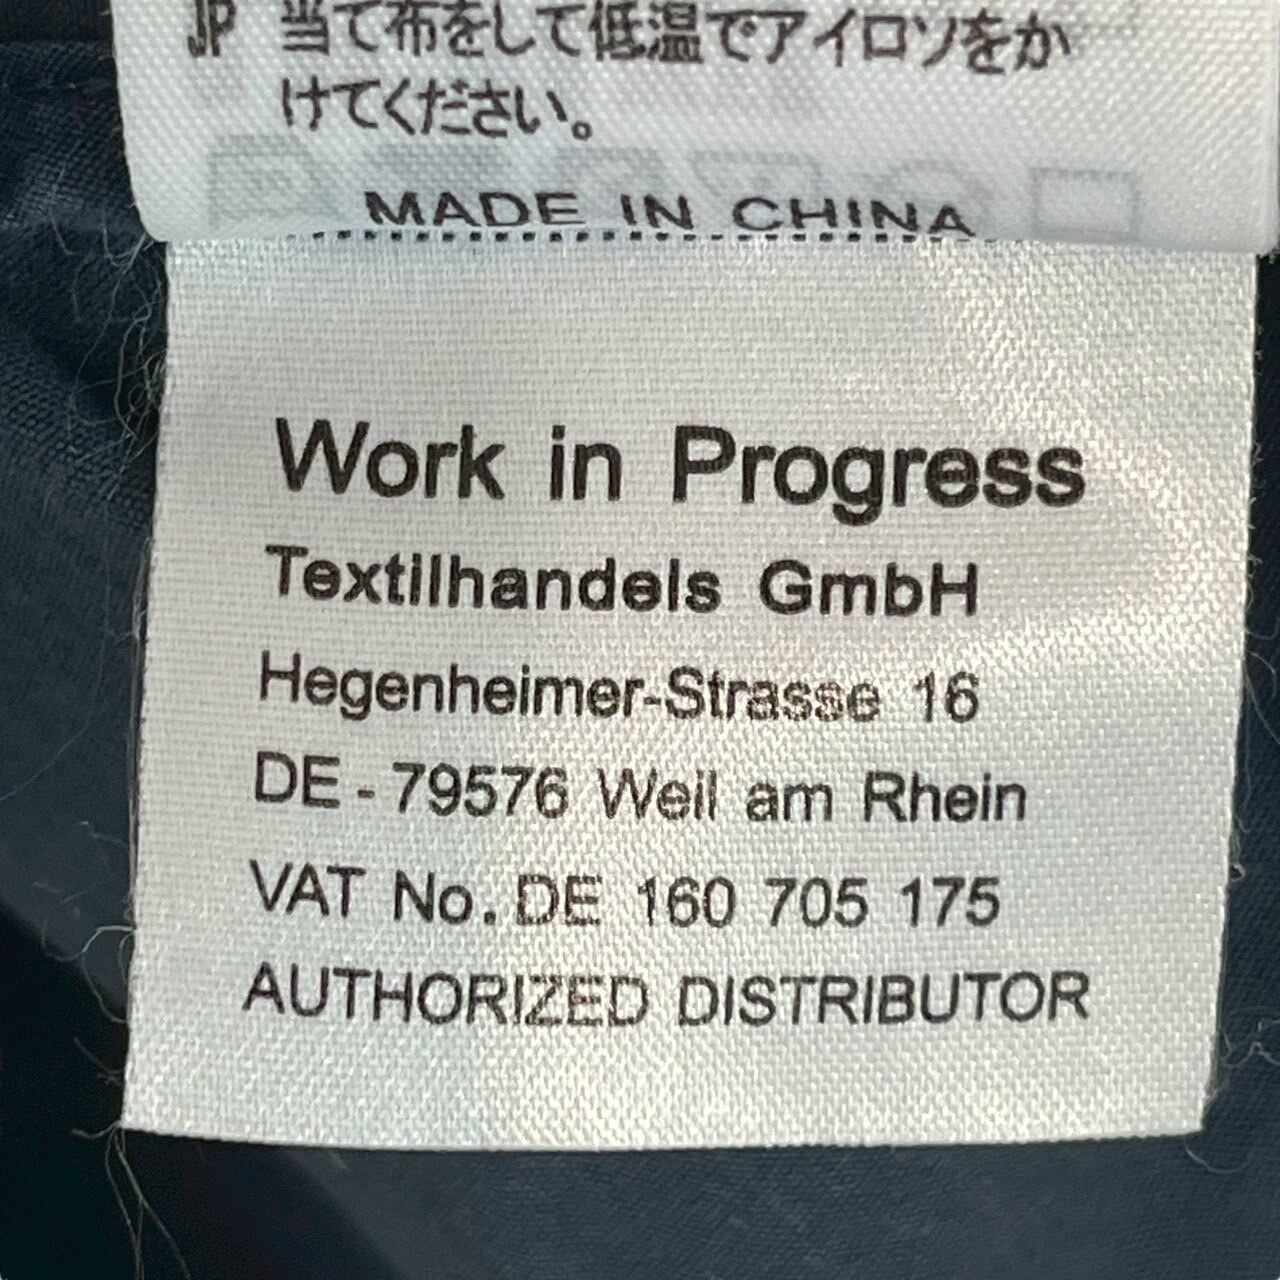 JP 当て布をして低温でアイロソをか
けてください。
MADE IN CHINA
Work in Progress
Textilhandels GmbH
Hegenheimer-Strasse 16
DE-79576 Weil am Rhein
VAT No. DE 160 705 175
AUTHORIZED DISTRIBUTOR